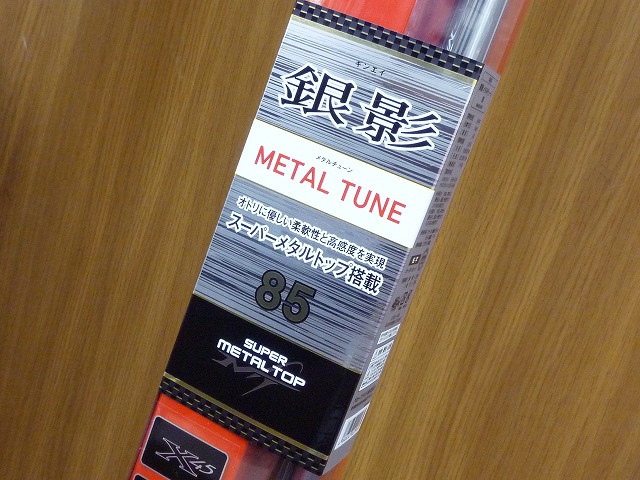 ギンエイ
銀影
メタルチューン
METAL TUNE
オトリに優しい柔軟性と高感度を実現
スーパーメタルトップ搭載
85
SUPER
METAL TOP
X45